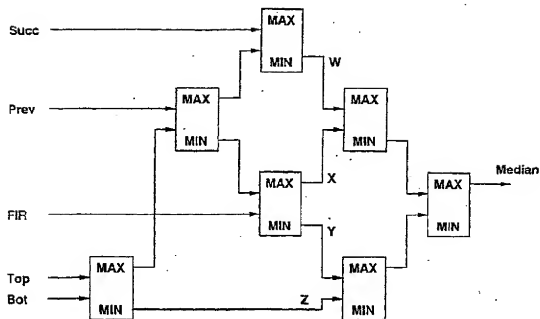 Succ
MAX
MIN
W
Prev
MAX
MIN
MAX
MIN
X
Median
MAX
MIN
FIR
MAX
MIN
Y
Top
Bot
MAX
MIN
Z
MAX
MIN